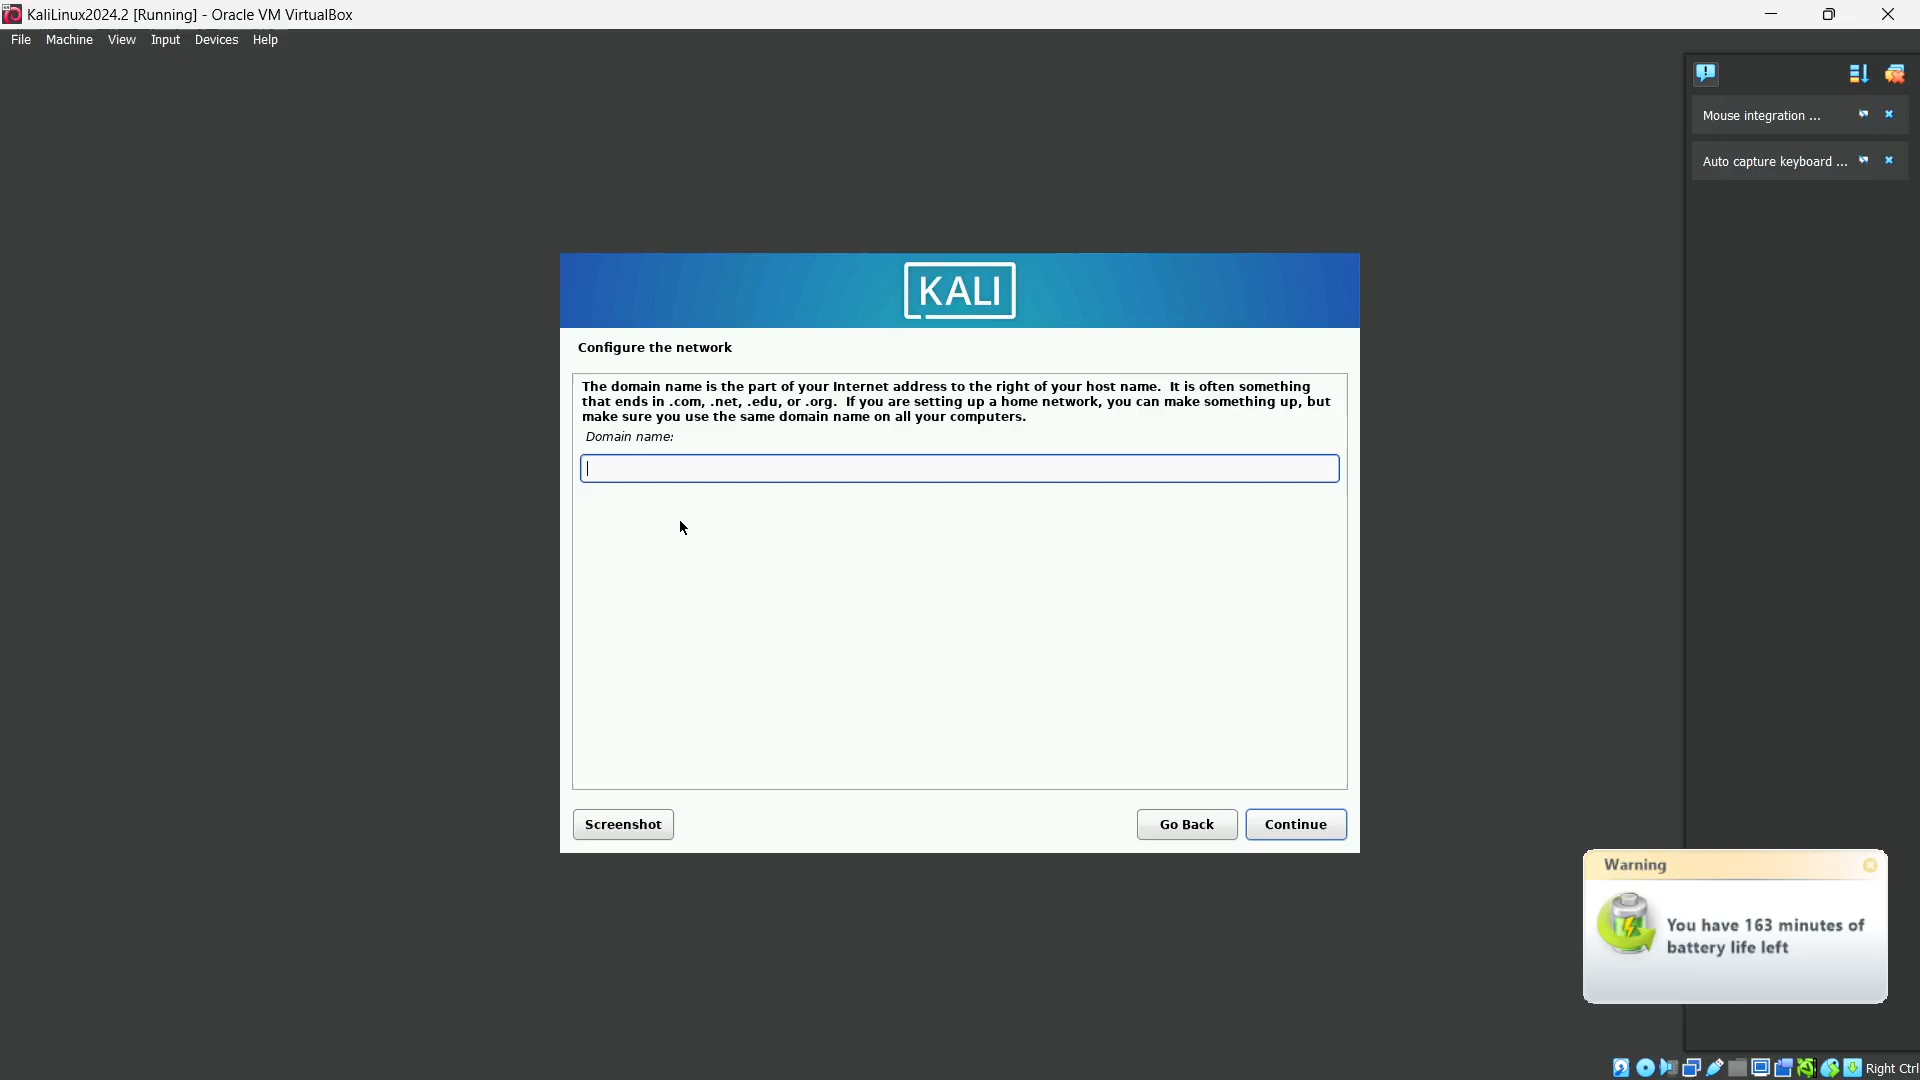 KaliLinux2024.2 [Running] - Oracle VM VirtualBox
File Machine View Input Devices Help
Mouse integration ...
Auto capture keyboard ...
KALI
Configure the network
The domain name is the part of your Internet address to the right of your host name. It is often something
that ends in .com, .net, .edu, or .org. If you are setting up a home network, you can make something up, but
make sure you use the same domain name on all your computers.
Domain name:
Screenshot Go Back Continue
Warning
You have 163 minutes of
battery life left
Right Ctrl